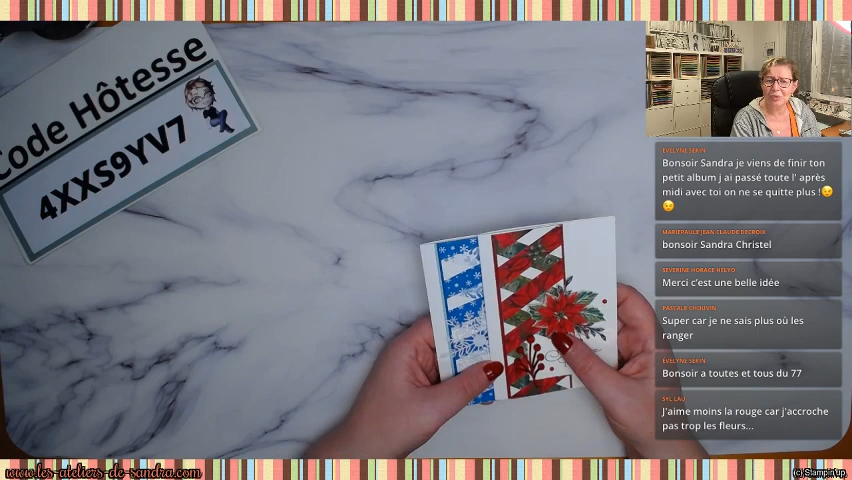 Code Hôtesse
4XXS9YV7
EVELYNE SERIN
Bonsoir Sandra je viens de finir ton
petit album j ai passé toute l' après
midi avec toi on ne se quitte plus !😉
😉
MARIEPAULE JEAN CLAUDE DECROIX
bonsoir Sandra Christel
SEVERINE HORACE HELYO
Merci c'est une belle idée
PASCALE CHOUVIN
Super car je ne sais plus où les
ranger
EVELYNE SERIN
Bonsoir a toutes et tous du 77
SYL LAU
J'aime moins la rouge car j'accroche
pas trop les fleurs...
www.les-ateliers-de-sandra.com
(c) Stampin'up